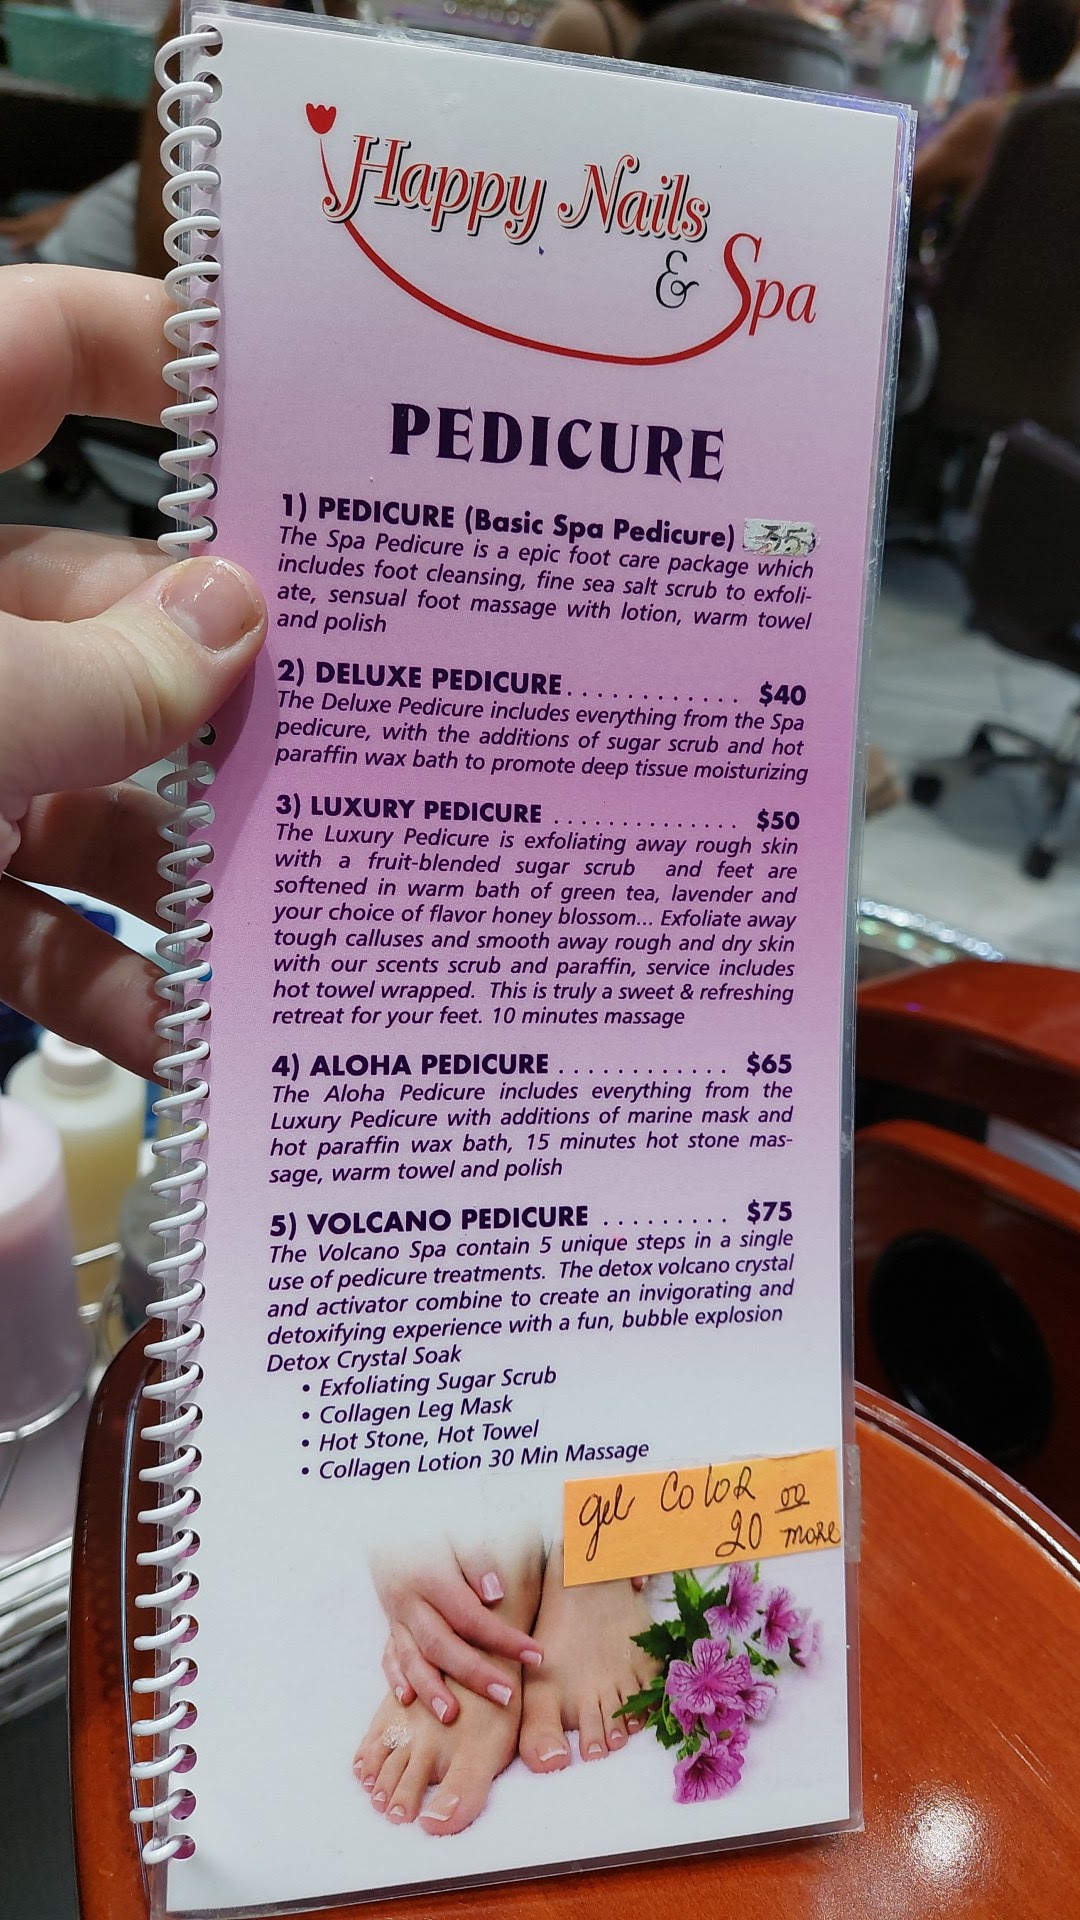 Happy Nails
& Spa
PEDICURE
1) PEDICURE (Basic Spa Pedicure) 35
The Spa Pedicure is a epic foot care package which
includes foot cleansing, fine sea salt scrub to exfoli-
ate, sensual foot massage with lotion, warm towel
and polish
2) DELUXE PEDICURE............ $40
The Deluxe Pedicure includes everything from the Spa
pedicure, with the additions of sugar scrub and hot
paraffin wax bath to promote deep tissue moisturizing
3) LUXURY PEDICURE .............. $50
The Luxury Pedicure is exfoliating away rough skin
with a fruit-blended sugar scrub and feet are
softened in warm bath of green tea, lavender and
your choice of flavor honey blossom... Exfoliate away
tough calluses and smooth away rough and dry skin
with our scents scrub and paraffin, service includes
hot towel wrapped. This is truly a sweet & refreshing
retreat for your feet. 10 minutes massage
4) ALOHA PEDICURE ............ $65
The Aloha Pedicure includes everything from the
Luxury Pedicure with additions of marine mask and
hot paraffin wax bath, 15 minutes hot stone mas-
sage, warm towel and polish
5) VOLCANO PEDICURE ......... $75
The Volcano Spa contain 5 unique steps in a single
use of pedicure treatments. The detox volcano crystal
and activator combine to create an invigorating and
detoxifying experience with a fun, bubble explosion
Detox Crystal Soak
• Exfoliating Sugar Scrub
• Collagen Leg Mask
• Hot Stone, Hot Towel
• Collagen Lotion 30 Min Massage
gel Color
20 00 more